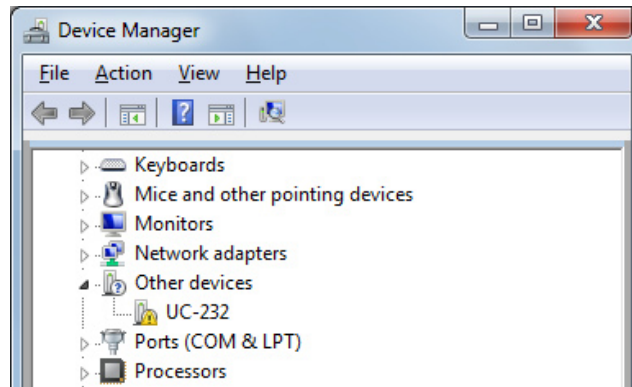 Device Manager
File Action View Help
Keyboards
Mice and other pointing devices
Monitors
Network adapters
Other devices
UC-232
Ports (COM & LPT)
Processors